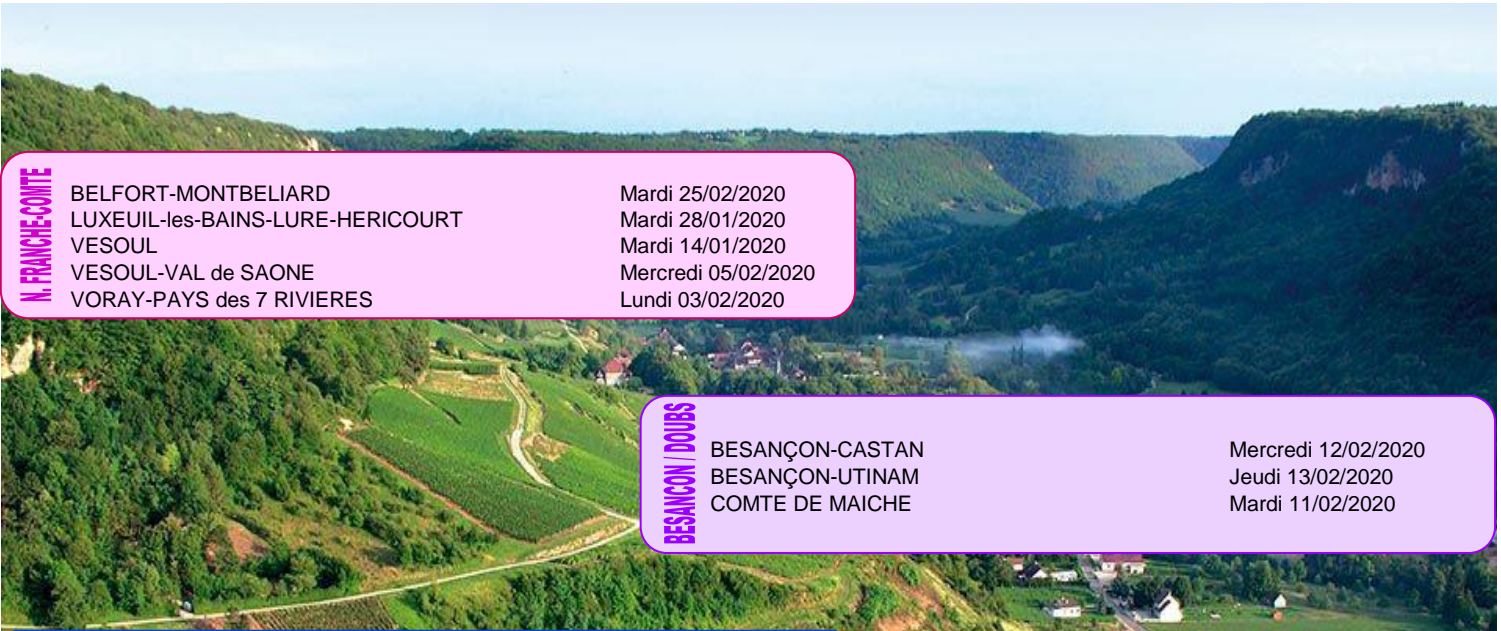 N. FRANCHE-COMTE
BELFORT-MONTBELIARD Mardi 25/02/2020
LUXEUIL-les-BAINS-LURE-HERICOURT Mardi 28/01/2020
VESOUL Mardi 14/01/2020
VESOUL-VAL de SAONE Mercredi 05/02/2020
VORAY-PAYS des 7 RIVIERES Lundi 03/02/2020
BESANCON / DOUBS
BESANÇON-CASTAN Mercredi 12/02/2020
BESANÇON-UTINAM Jeudi 13/02/2020
COMTE DE MAICHE Mardi 11/02/2020